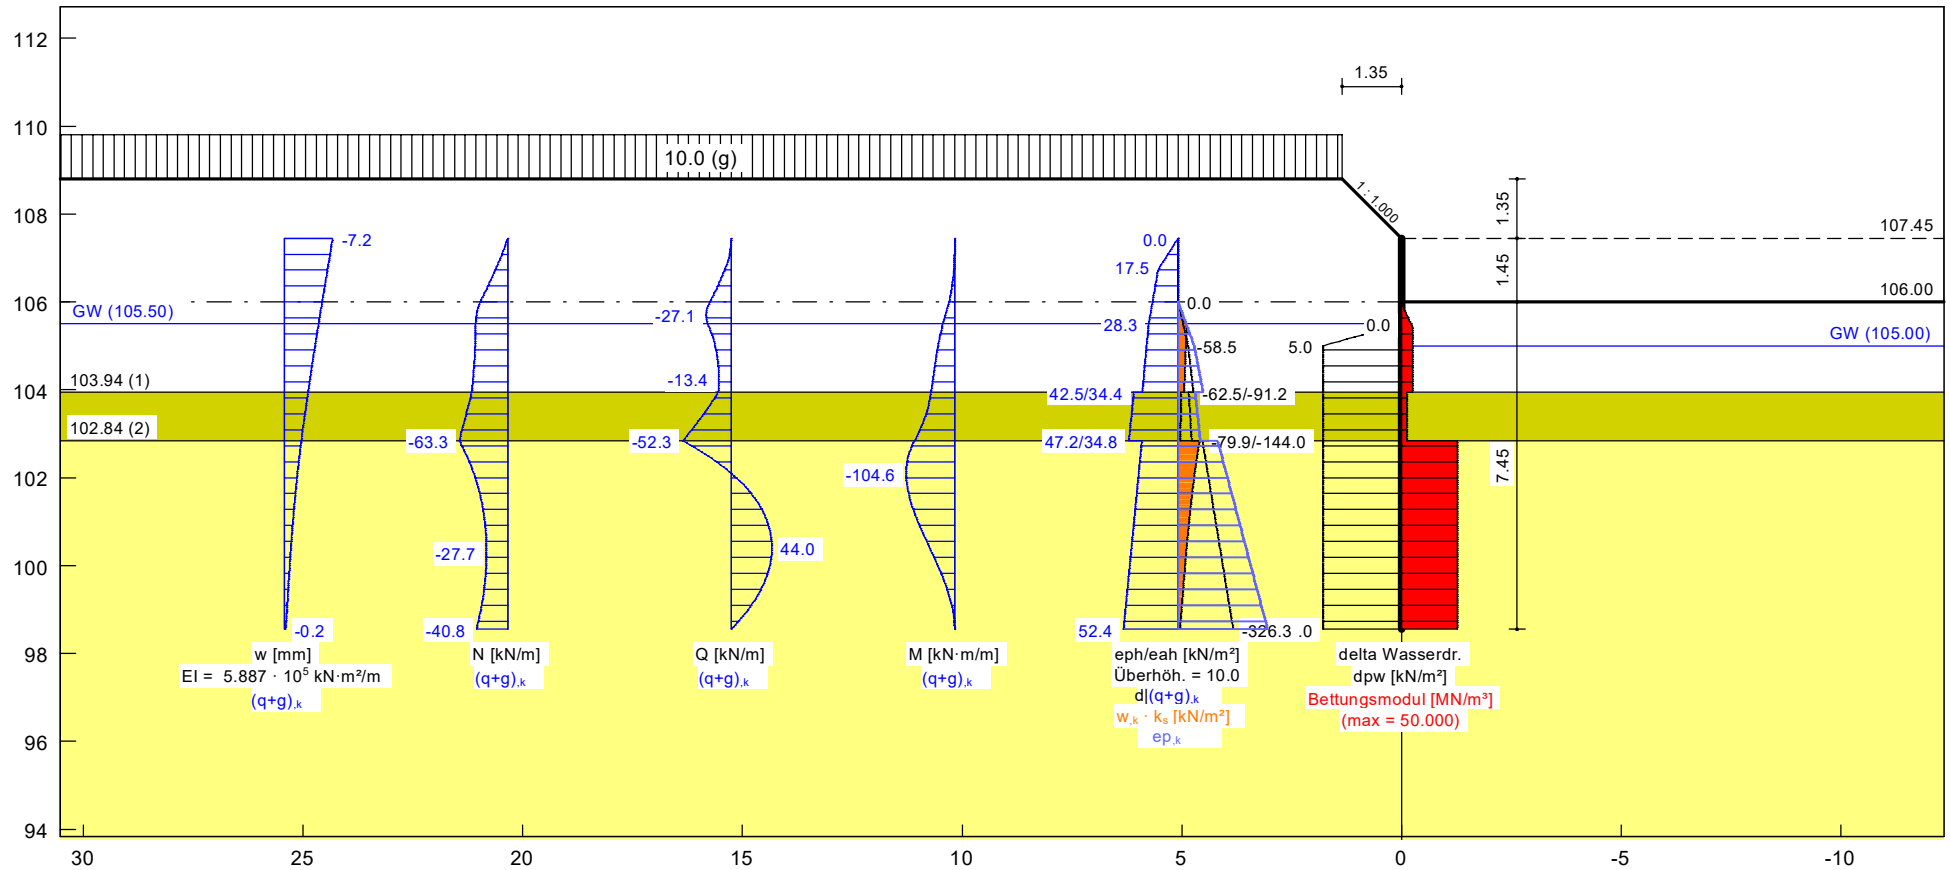 112
110
108
106
104
102
100
98
96
94
30
25
20
15
10
5
0
-5
-10
1.35
10.0 (g)
1 : 1.000
1.35
1.45
7.45
107.45
106.00
GW (105.50)
GW (105.00)
103.94 (1)
102.84 (2)
-7.2
-0.2
w [mm]
EI = 5.887 · 10⁵ kN·m²/m
(q+g),k
-63.3
-27.7
-40.8
N [kN/m]
(q+g),k
-27.1
-13.4
-52.3
44.0
Q [kN/m]
(q+g),k
-104.6
M [kN·m/m]
(q+g),k
0.0
17.5
28.3
42.5/34.4
47.2/34.8
52.4
0.0
-58.5
-62.5/-91.2
-79.9/-144.0
-326.3
eph/eah [kN/m²]
Überhöh. = 10.0
d|(q+g),k
w,k · ks [kN/m²]
ep,k
0.0
5.0
.0
delta Wasserdr.
dpw [kN/m²]
Bettungsmodul [MN/m³]
(max = 50.000)